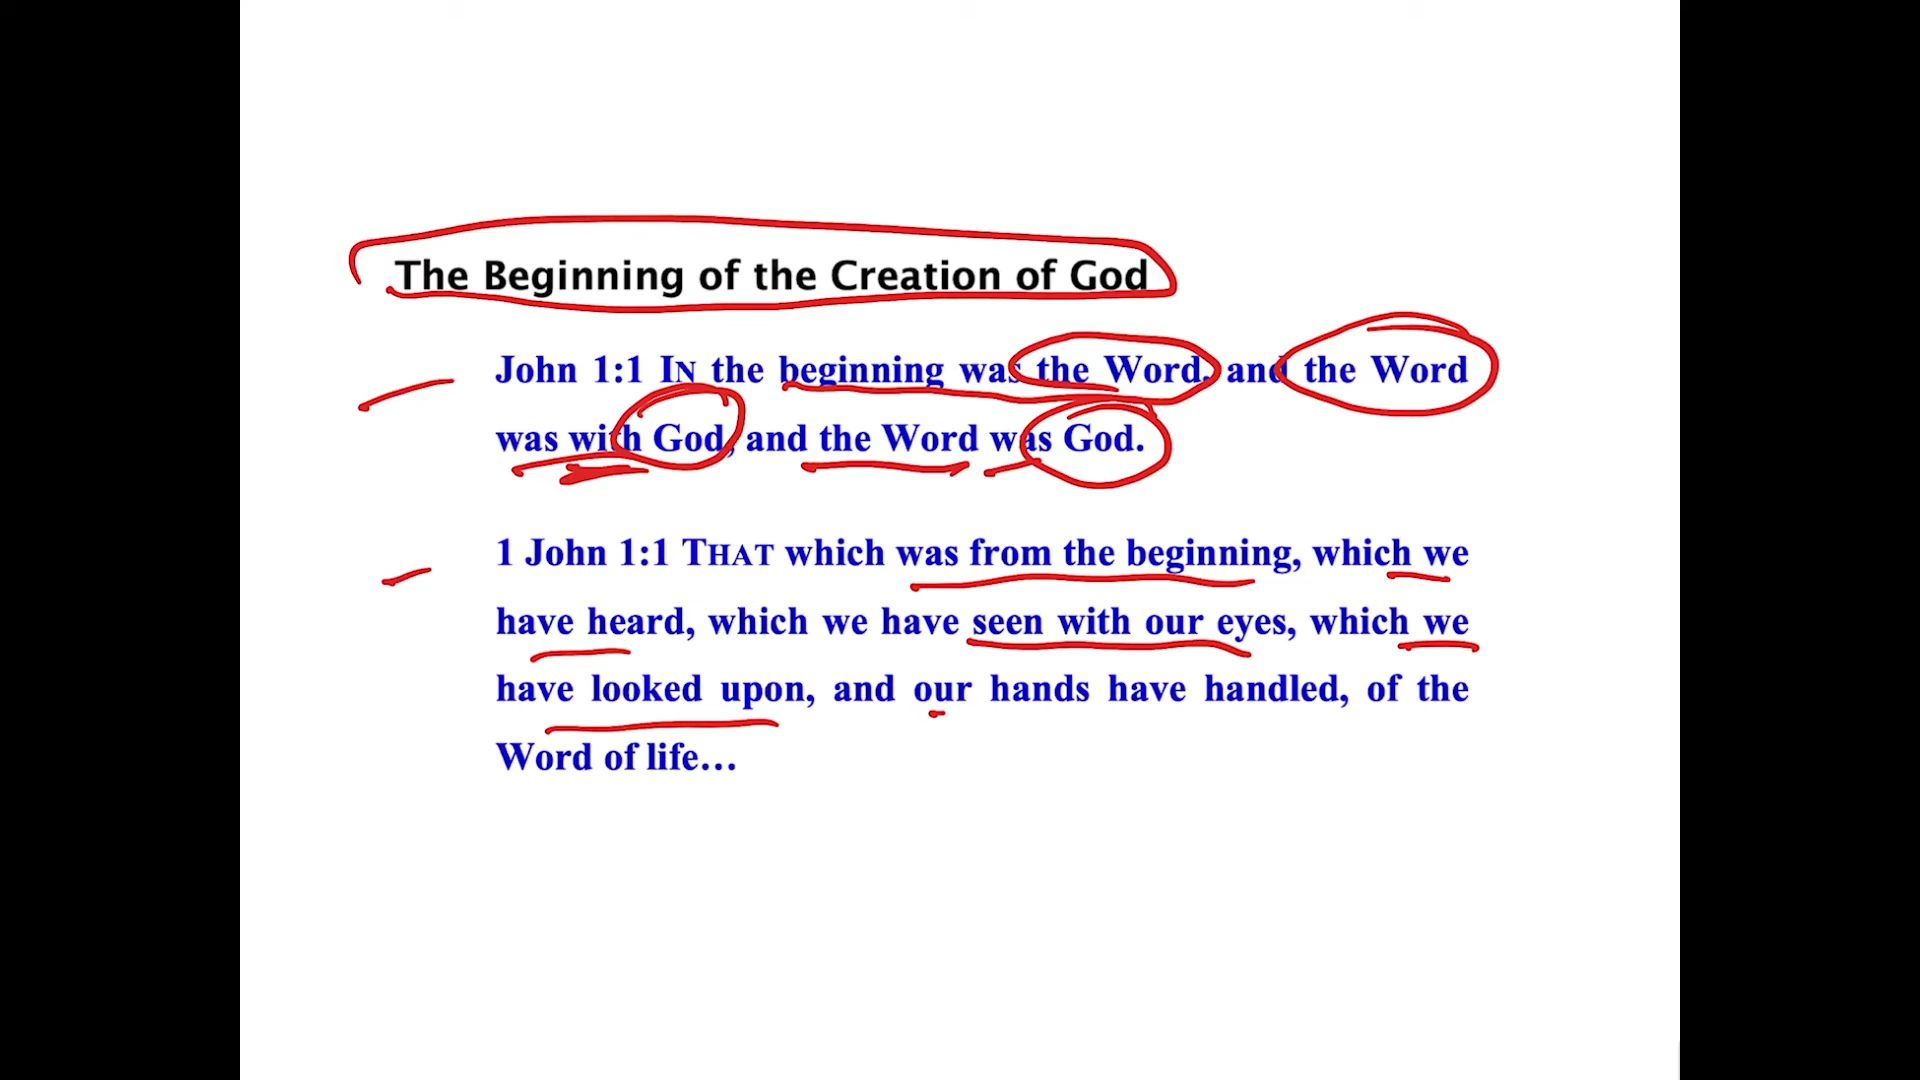 The Beginning of the Creation of God
John 1:1 IN the beginning was the Word, and the Word
was with God, and the Word was God.
1 John 1:1 THAT which was from the beginning, which we
have heard, which we have seen with our eyes, which we
have looked upon, and our hands have handled, of the
Word of life…